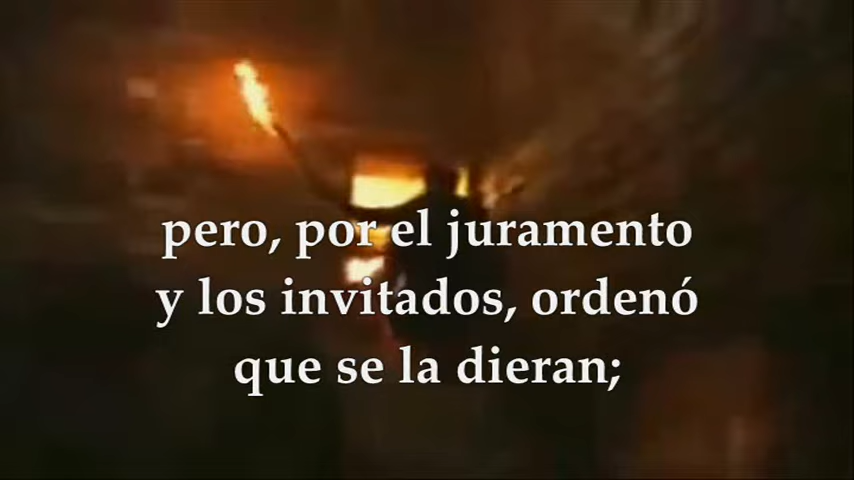 pero, por el juramento
y los invitados, ordenó
que se la dieran;